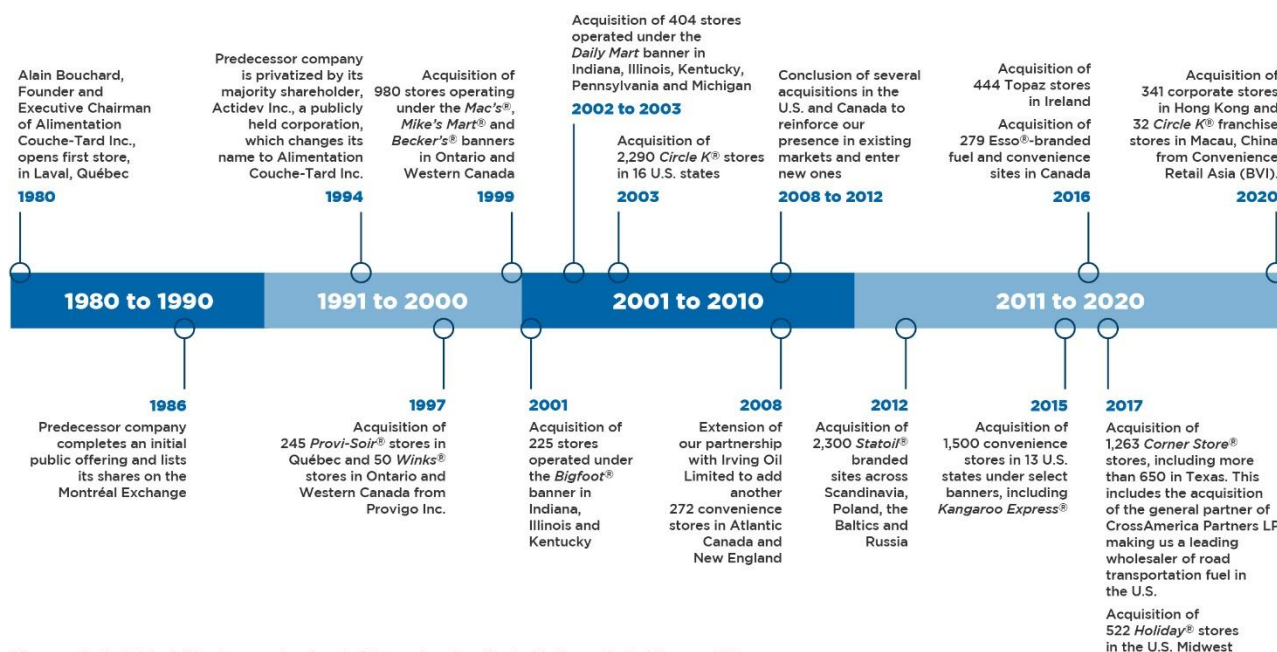 Alain Bouchard,
Founder and
Executive Chairman
of Alimentation
Couche-Tard Inc.,
opens first store,
in Laval, Québec
1980
Predecessor company
is privatized by its
majority shareholder,
Actidev Inc., a publicly
held corporation,
which changes its
name to Alimentation
Couche-Tard Inc.
1994
Acquisition of
980 stores operating
under the Mac's®,
Mike's Mart® and
Becker's® banners
in Ontario and
Western Canada
1999
Acquisition of 404 stores
operated under the
Daily Mart banner in
Indiana, Illinois, Kentucky,
Pennsylvania and Michigan
2002 to 2003
Acquisition of
2,290 Circle K® stores
in 16 U.S. states
2003
Conclusion of several
acquisitions in the
U.S. and Canada to
reinforce our
presence in existing
markets and enter
new ones
2008 to 2012
Acquisition of
444 Topaz stores
in Ireland
Acquisition of
279 Esso®-branded
fuel and convenience
sites in Canada
2016
Acquisition of
341 corporate stores
in Hong Kong and
32 Circle K® franchise
stores in Macau, China
from Convenience
Retail Asia (BVI).
2020
1980 to 1990
1991 to 2000
2001 to 2010
2011 to 2020
1986
Predecessor company
completes an initial
public offering and lists
its shares on the
Montréal Exchange
1997
Acquisition of
245 Provi-Soir® stores in
Québec and 50 Winks®
stores in Ontario and
Western Canada from
Provigo Inc.
2001
Acquisition of
225 stores
operated under
the Bigfoot®
banner in
Indiana,
Illinois and
Kentucky
2008
Extension of
our partnership
with Irving Oil
Limited to add
another
272 convenience
stores in Atlantic
Canada and
New England
2012
Acquisition of
2,300 Statoil®
branded
sites across
Scandinavia,
Poland, the
Baltics and
Russia
2015
Acquisition of
1,500 convenience
stores in 13 U.S.
states under select
banners, including
Kangaroo Express®
2017
Acquisition of
1,263 Corner Store®
stores, including more
than 650 in Texas. This
includes the acquisition
of the general partner of
CrossAmerica Partners LP
making us a leading
wholesaler of road
transportation fuel in
the U.S.
Acquisition of
522 Holiday® stores
in the U.S. Midwest